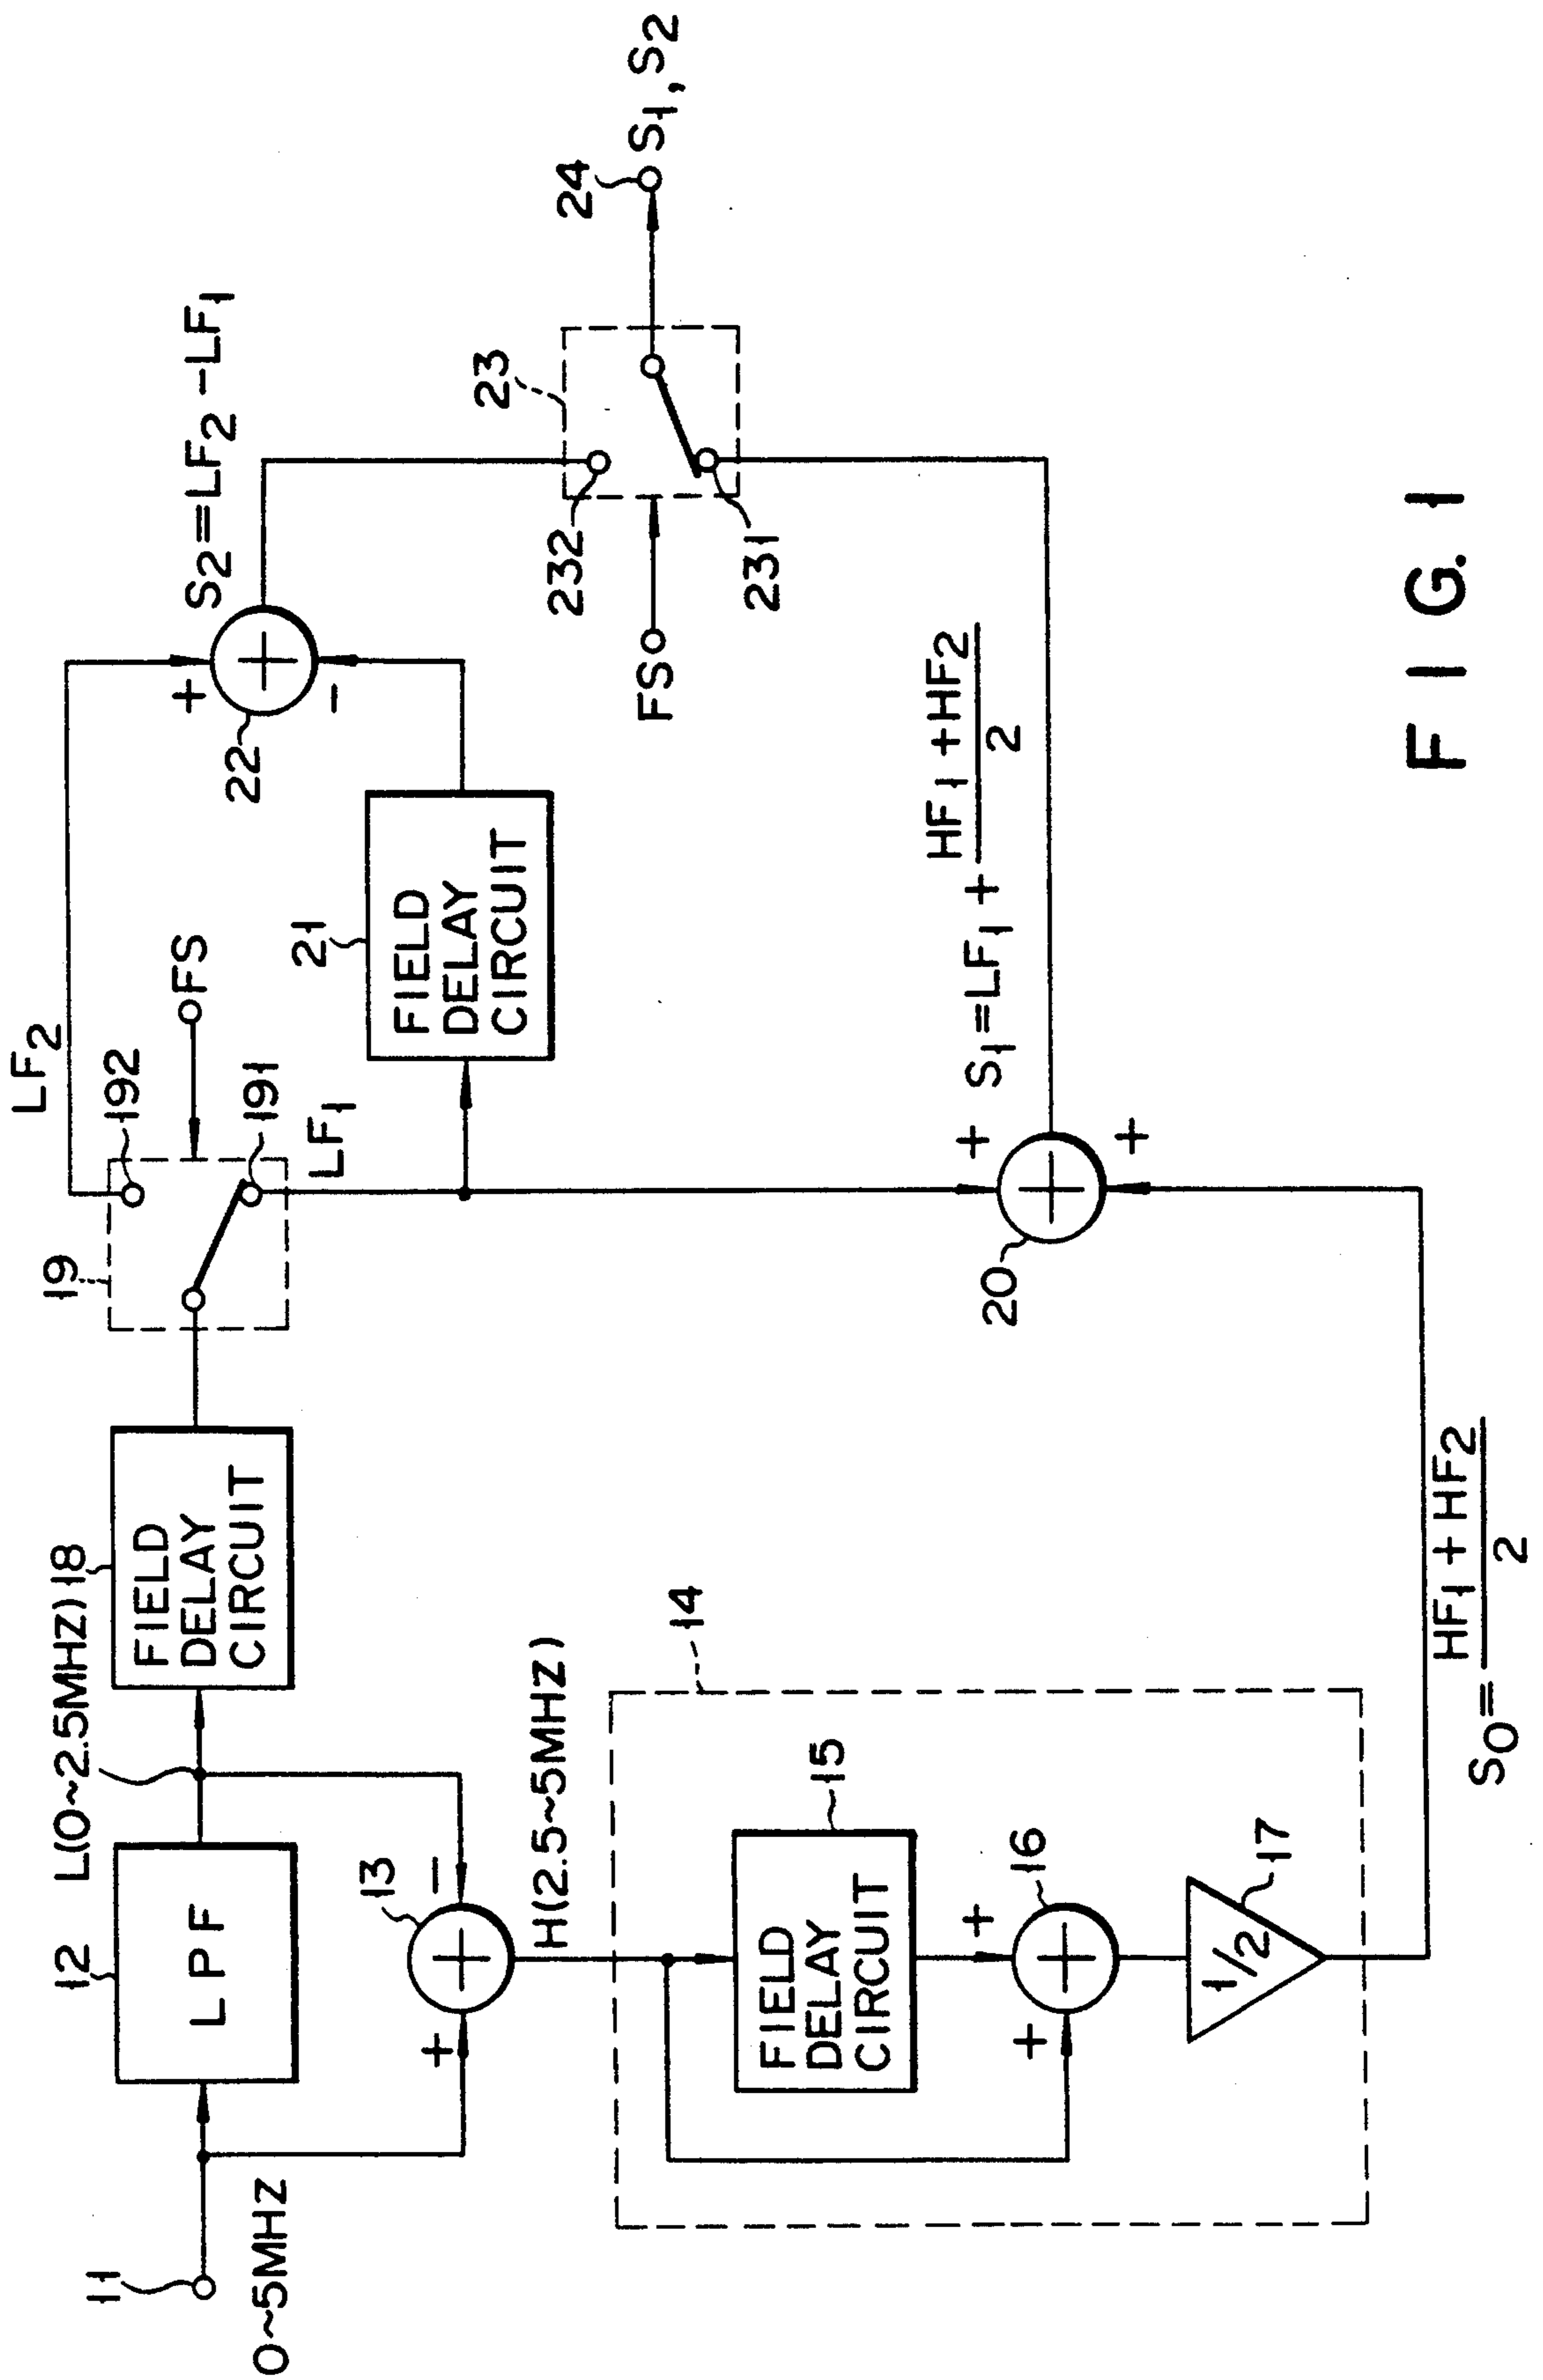 11
0~5MHZ
12
LPF
L(0~2.5MHZ)
13
+
−
H(2.5~5MHZ)
14
15
FIELD
DELAY
CIRCUIT
+
+
16
1/2
17
S0=HF1+HF2/2
18
FIELD
DELAY
CIRCUIT
19
192
191
FS
LF2
LF1
20
+
+
S1=LF1+HF1+HF2/2
21
FIELD
DELAY
CIRCUIT
22
+
−
S2=LF2-LF1
23
232
231
FS
24
S1,S2
FIG. 1